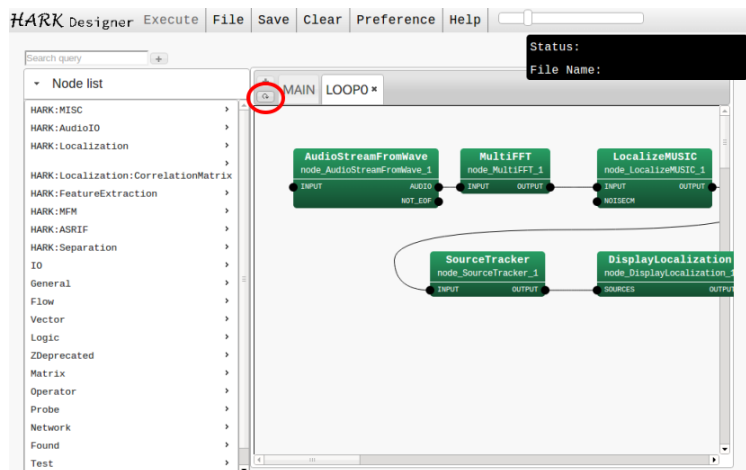 HARK Designer Execute File Save Clear Preference Help
Status:
File Name:
Search query +
Node list
MAIN LOOP0 ×
HARK:MISC
HARK:AudioIO
HARK:Localization
HARK:Localization:CorrelationMatrix
HARK:FeatureExtraction
HARK:MFM
HARK:ASRIF
HARK:Separation
IO
General
Flow
Vector
Logic
ZDeprecated
Matrix
Operator
Probe
Network
Found
Test
AudioStreamFromWave
node_AudioStreamFromWave_1
INPUT AUDIO
NOT_EOF
MultiFFT
node_MultiFFT_1
INPUT OUTPUT
LocalizeMUSIC
node_LocalizeMUSIC_1
INPUT OUTPUT
NOISECM
SourceTracker
node_SourceTracker_1
INPUT OUTPUT
DisplayLocalization
node_DisplayLocalization_1
SOURCES OUTPUT